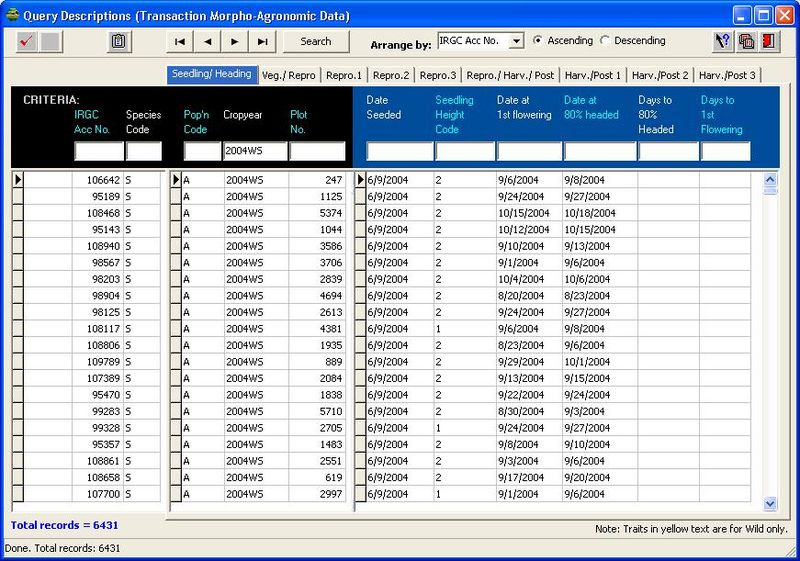 Query Descriptions (Transaction Morpho-Agronomic Data)
Search Arrange by: IRGC Acc No. Ascending Descending
Seedling/ Heading Veg./ Repro Repro.1 Repro.2 Repro.3 Repro./ Harv./ Post Harv./Post 1 Harv./Post 2 Harv./Post 3
CRITERIA:
IRGC Acc No. Species Code Pop'n Code Cropyear Plot No. Date Seeded Seedling Height Code Date at 1st flowering Date at 80% headed Days to 80% Headed Days to 1st Flowering
2004WS
106642 S A 2004WS 247 6/9/2004 2 9/6/2004 9/8/2004
95189 S A 2004WS 1125 6/9/2004 2 9/24/2004 9/27/2004
108468 S A 2004WS 5374 6/9/2004 2 10/15/2004 10/18/2004
95143 S A 2004WS 1044 6/9/2004 2 10/12/2004 10/15/2004
108940 S A 2004WS 3586 6/9/2004 2 9/10/2004 9/13/2004
98567 S A 2004WS 3706 6/9/2004 2 9/1/2004 9/6/2004
98203 S A 2004WS 2839 6/9/2004 2 10/4/2004 10/6/2004
98904 S A 2004WS 4694 6/9/2004 2 8/20/2004 8/23/2004
98125 S A 2004WS 2613 6/9/2004 2 9/24/2004 9/27/2004
108117 S A 2004WS 4381 6/9/2004 1 9/6/2004 9/8/2004
108806 S A 2004WS 1935 6/9/2004 2 8/23/2004 9/6/2004
109789 S A 2004WS 889 6/9/2004 2 9/29/2004 10/1/2004
107389 S A 2004WS 2084 6/9/2004 2 9/13/2004 9/15/2004
95470 S A 2004WS 1838 6/9/2004 2 9/22/2004 9/24/2004
99283 S A 2004WS 5710 6/9/2004 2 8/30/2004 9/3/2004
99328 S A 2004WS 2705 6/9/2004 1 9/24/2004 9/27/2004
95357 S A 2004WS 1483 6/9/2004 2 9/8/2004 9/10/2004
108861 S A 2004WS 2551 6/9/2004 2 9/3/2004 9/6/2004
108658 S A 2004WS 619 6/9/2004 2 9/17/2004 9/20/2004
107700 S A 2004WS 2997 6/9/2004 1 9/1/2004 9/6/2004
Total records = 6431
Note: Traits in yellow text are for Wild only.
Done. Total records: 6431